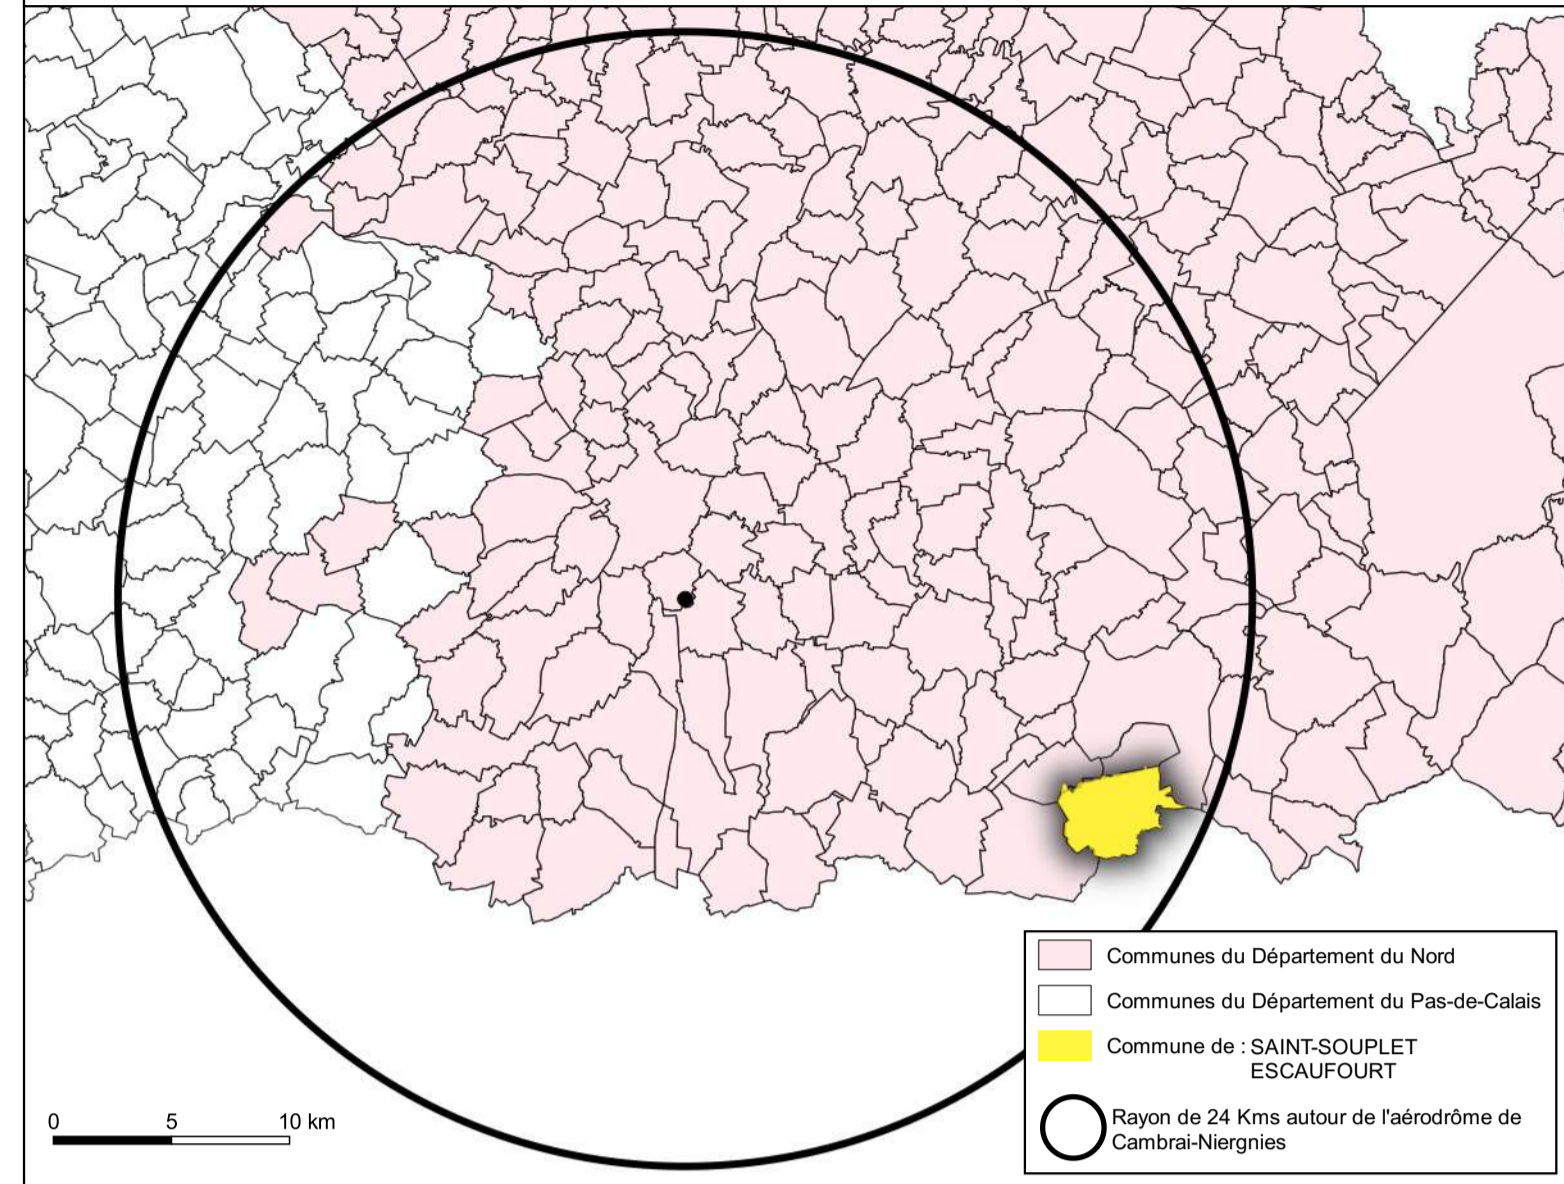 Communes du Département du Nord
Communes du Département du Pas-de-Calais
Commune de : SAINT-SOUPLET
ESCAUFOURT
Rayon de 24 Kms autour de l'aérodrôme de
Cambrai-Niergnies
0 5 10 km